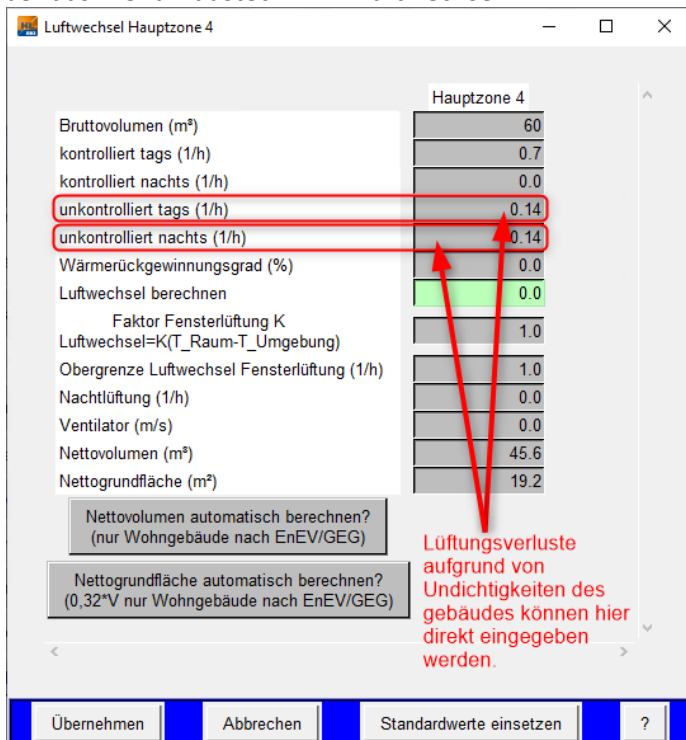 Luftwechsel Hauptzone 4
Hauptzone 4
Bruttovolumen (m³) 60
kontrolliert tags (1/h) 0.7
kontrolliert nachts (1/h) 0.0
unkontrolliert tags (1/h) 0.14
unkontrolliert nachts (1/h) 0.14
Wärmerückgewinnungsgrad (%) 0.0
Luftwechsel berechnen 0.0
Faktor Fensterlüftung K
Luftwechsel=K(T_Raum-T_Umgebung) 1.0
Obergrenze Luftwechsel Fensterlüftung (1/h) 1.0
Nachtlüftung (1/h) 0.0
Ventilator (m/s) 0.0
Nettovolumen (m³) 45.6
Nettogrundfläche (m²) 19.2
Nettovolumen automatisch berechnen?
(nur Wohngebäude nach EnEV/GEG)
Nettogrundfläche automatisch berechnen?
(0,32*V nur Wohngebäude nach EnEV/GEG)
Lüftungsverluste
aufgrund von
Undichtigkeiten des
gebäudes können hier
direkt eingegeben
werden.
Übernehmen Abbrechen Standardwerte einsetzen ?